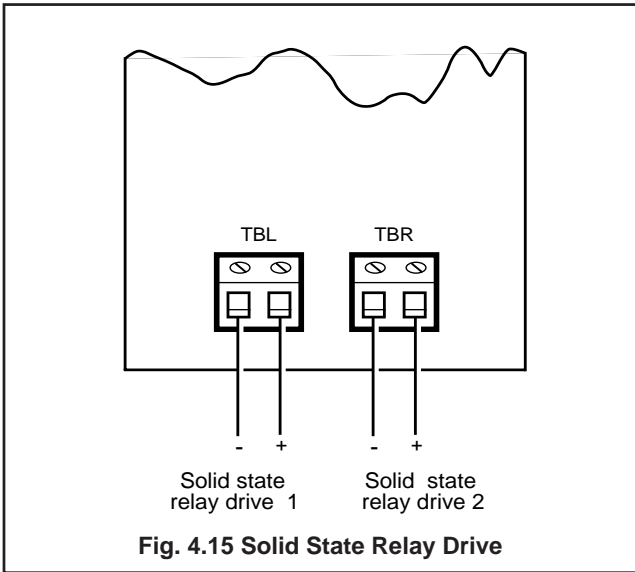 TBL TBR
- + - +
Solid state Solid state
relay drive 1 relay drive 2
Fig. 4.15 Solid State Relay Drive